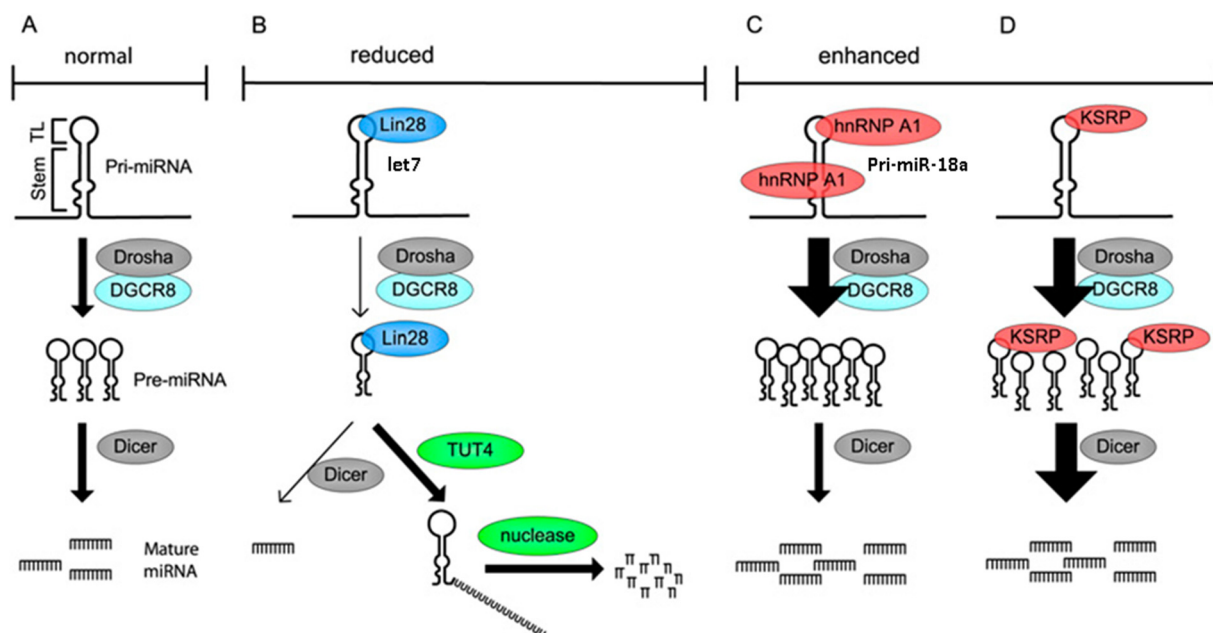 A
B
C
D
normal
reduced
enhanced
TL
Stem
Pri-miRNA
Lin28
let7
hnRNP A1
hnRNP A1
Pri-miR-18a
KSRP
Drosha
DGCR8
Drosha
DGCR8
Drosha
DGCR8
Drosha
DGCR8
Pre-miRNA
Lin28
KSRP
KSRP
Dicer
Dicer
TUT4
Dicer
Dicer
Mature
miRNA
nuclease
UUUUUUUUUUUUUUU